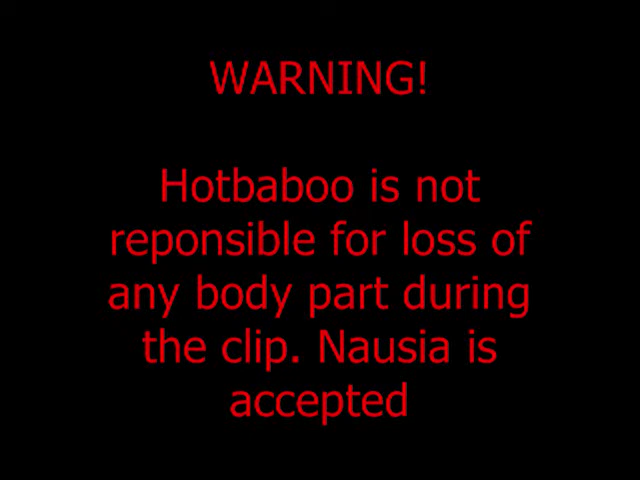 WARNING!
Hotbaboo is not
reponsible for loss of
any body part during
the clip. Nausia is
accepted